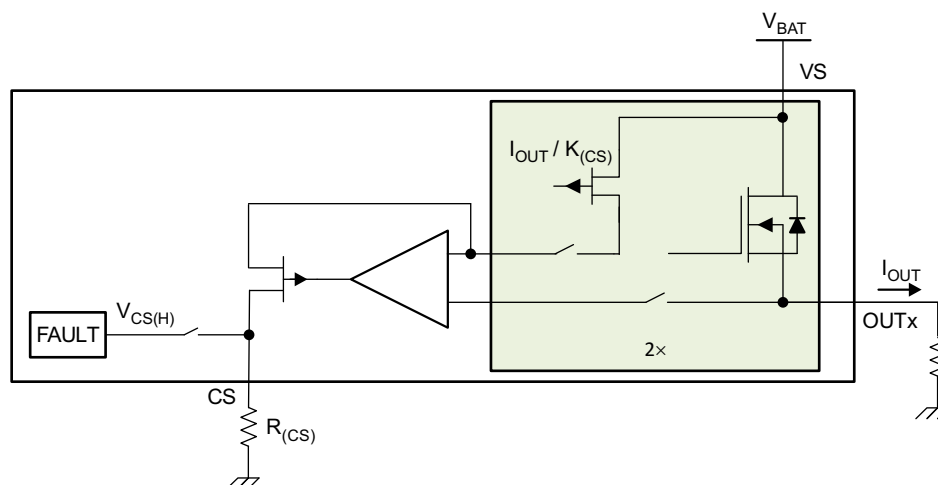 V_BAT
VS
I_OUT / K_(CS)
I_OUT
V_CS(H)
FAULT
OUTx
2×
CS
R_(CS)